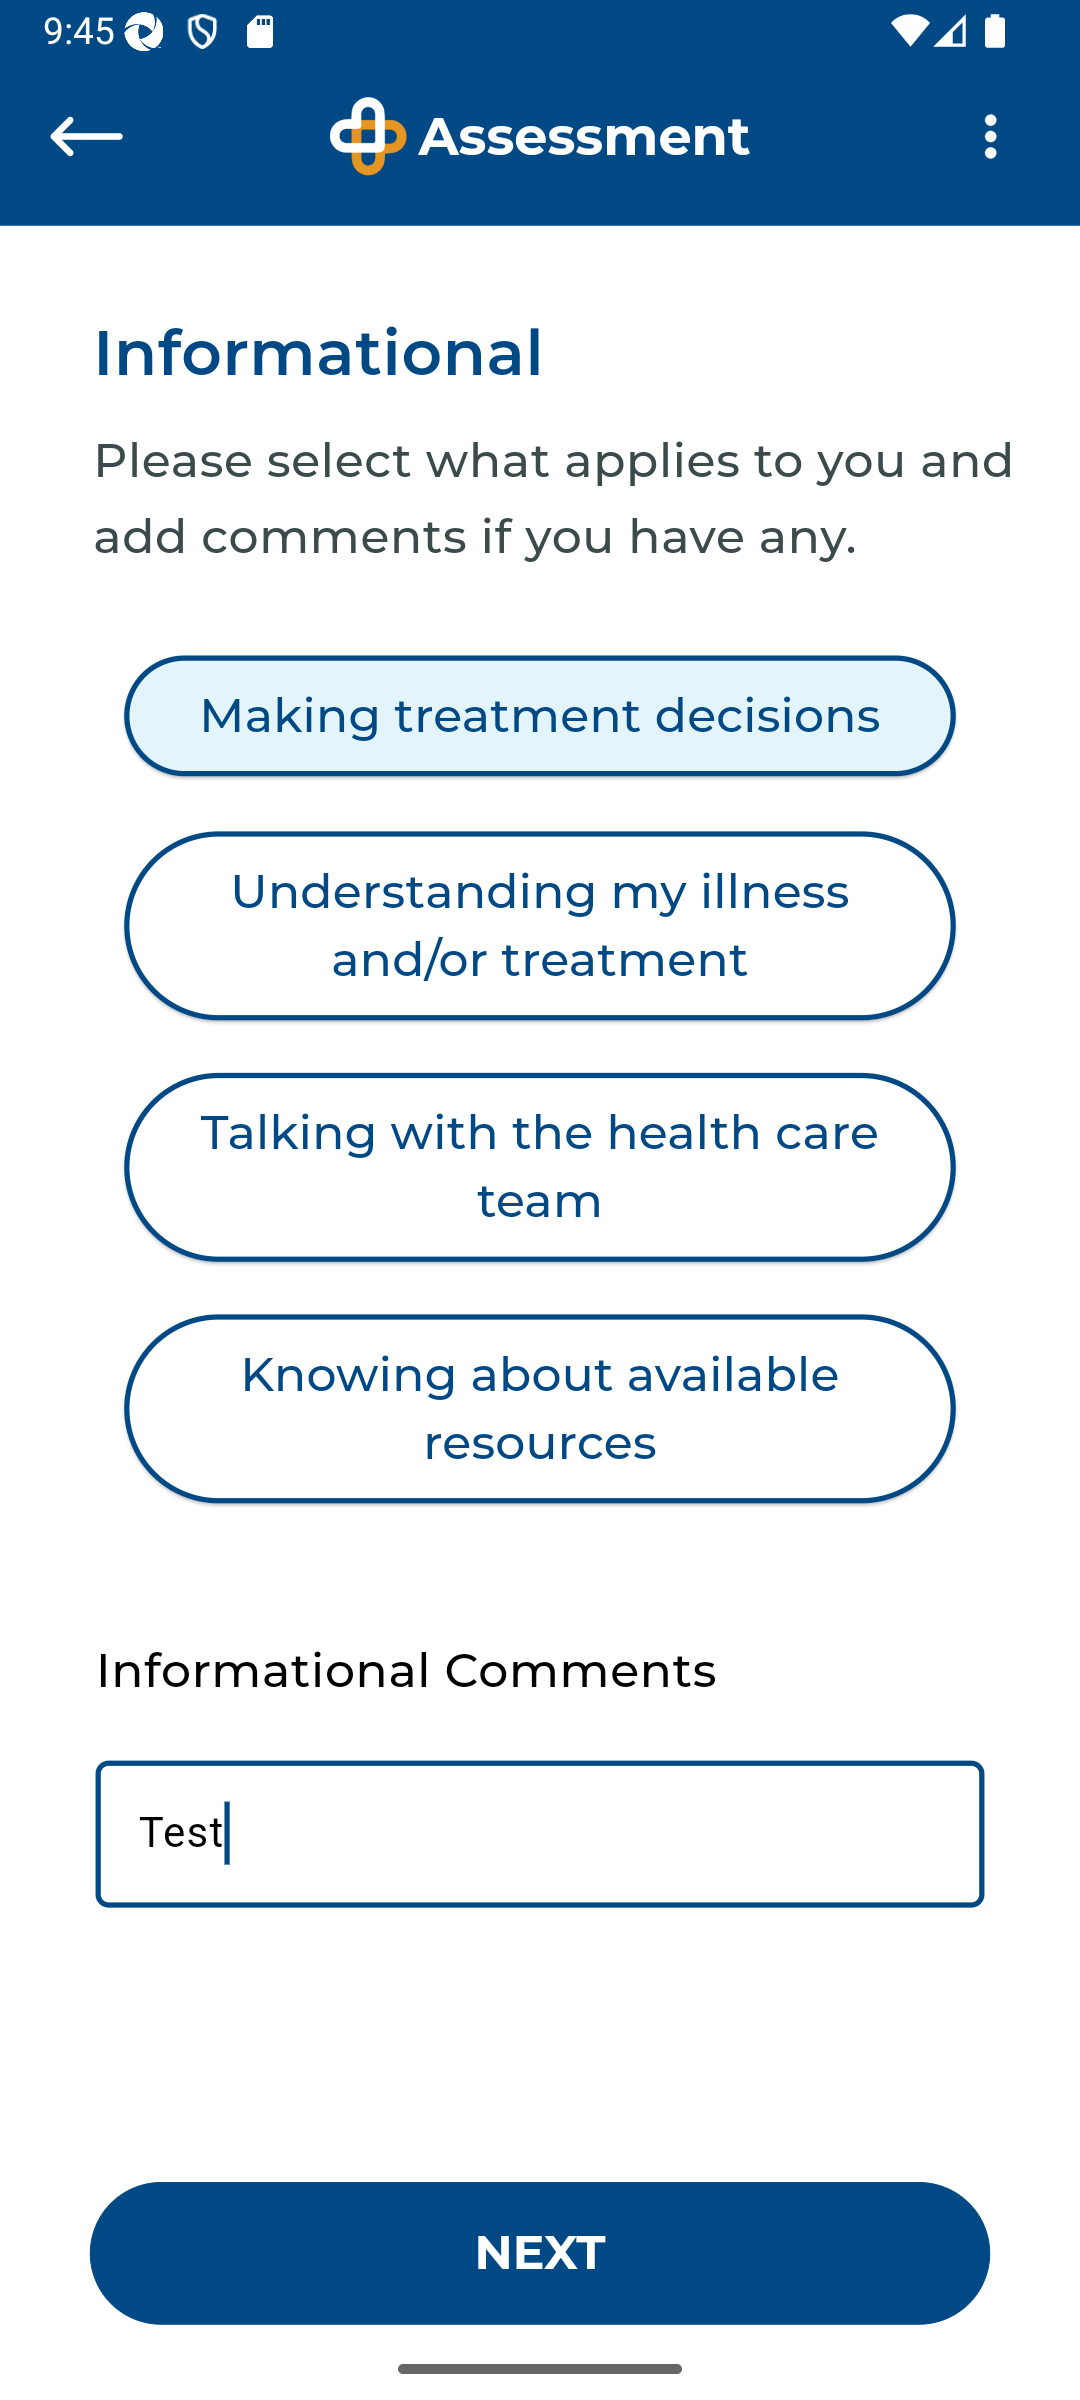 9:45
Assessment
Informational
Please select what applies to you and
add comments if you have any.
Making treatment decisions
Understanding my illness
and/or treatment
Talking with the health care
team
Knowing about available
resources
Informational Comments
Test
NEXT